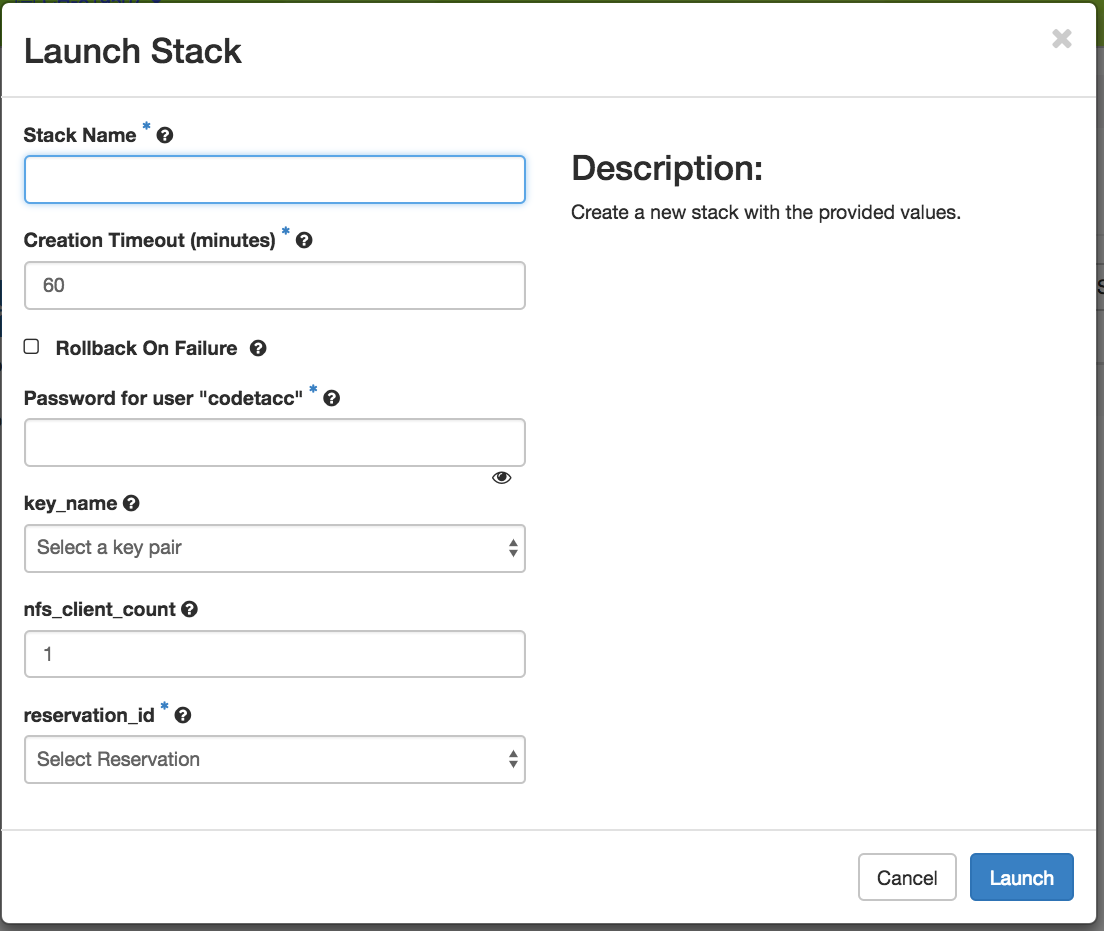 Launch Stack
Stack Name *
Creation Timeout (minutes) *
60
Rollback On Failure
Password for user "codetacc" *
key_name
Select a key pair
nfs_client_count
1
reservation_id *
Select Reservation
Description:
Create a new stack with the provided values.
Cancel
Launch